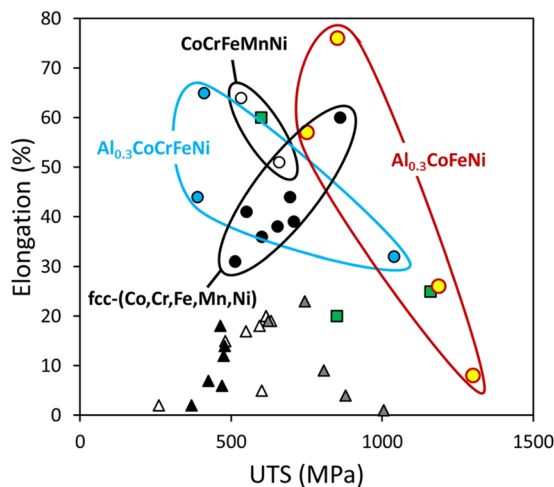 80
70
60
50
40
30
20
10
0
Elongation (%)
CoCrFeMnNi
Al₀.₃CoCrFeNi
Al₀.₃CoFeNi
fcc-(Co,Cr,Fe,Mn,Ni)
0 500 1000 1500
UTS (MPa)